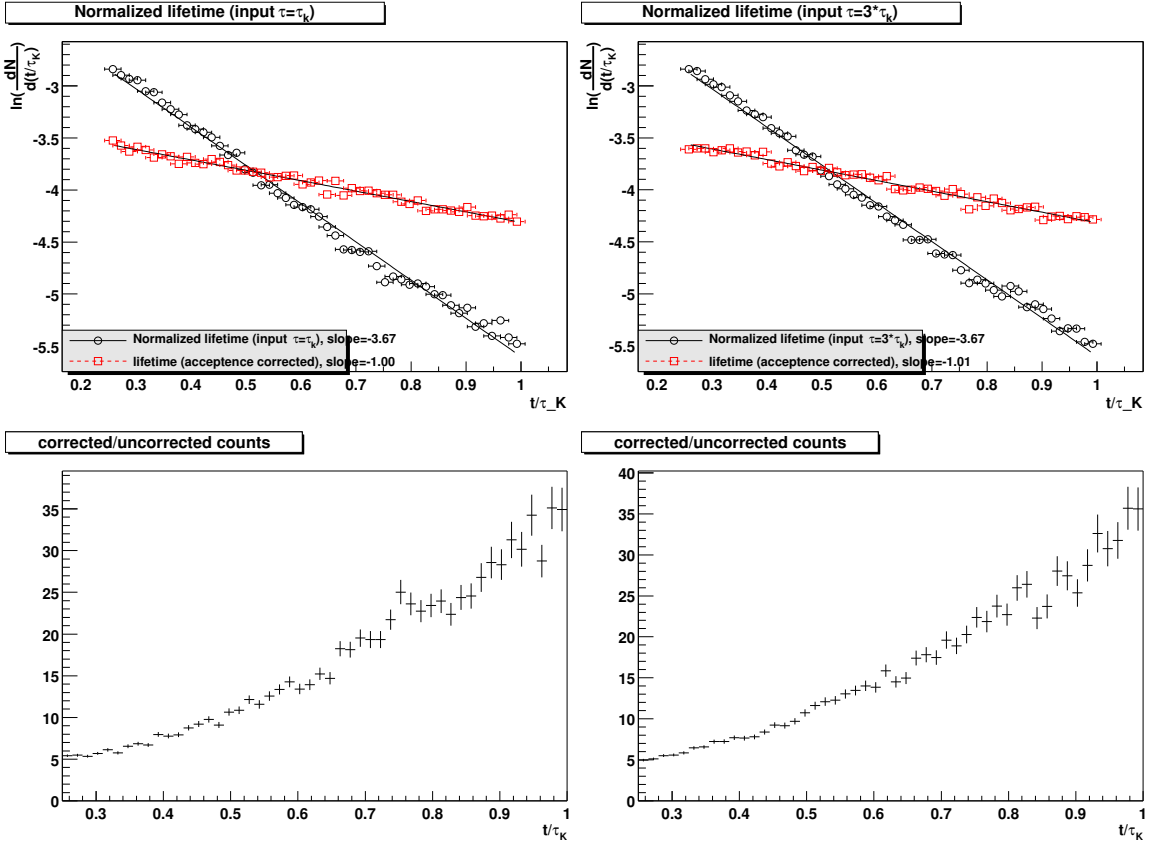 Normalized lifetime (input τ=τ_k)
ln(dN/d(t/τ_K))
-3
-3.5
-4
-4.5
-5
-5.5
Normalized lifetime (input τ=τ_k), slope=-3.67
lifetime (acceptence corrected), slope=-1.00
0.2 0.3 0.4 0.5 0.6 0.7 0.8 0.9 1
t/τ_K
Normalized lifetime (input τ=3*τ_k)
ln(dN/d(t/τ_K))
-3
-3.5
-4
-4.5
-5
-5.5
Normalized lifetime (input τ=3*τ_k), slope=-3.67
lifetime (acceptence corrected), slope=-1.01
0.2 0.3 0.4 0.5 0.6 0.7 0.8 0.9 1
t/τ_K
corrected/uncorrected counts
35
30
25
20
15
10
5
0
0.3 0.4 0.5 0.6 0.7 0.8 0.9 1
t/τ_K
corrected/uncorrected counts
40
35
30
25
20
15
10
5
0
0.3 0.4 0.5 0.6 0.7 0.8 0.9 1
t/τ_K